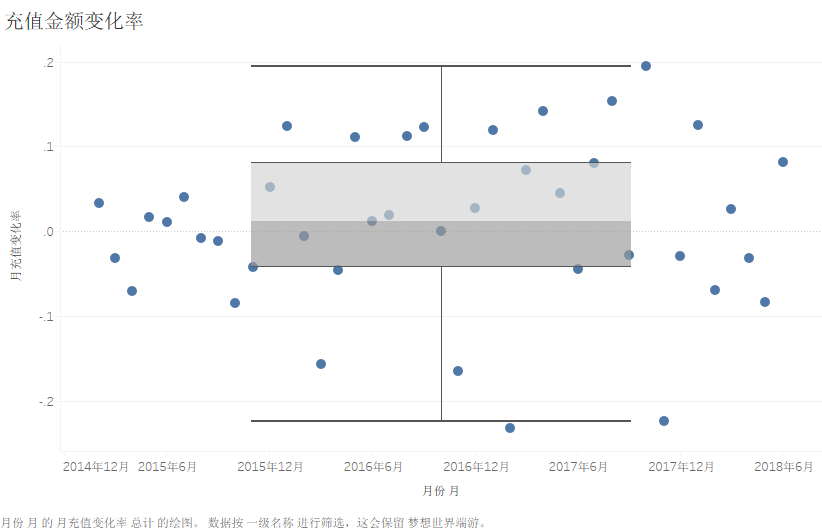 充值金额变化率
.2
.1
.0
-.1
-.2
月充值变化率
2014年12月 2015年6月 2015年12月 2016年6月 2016年12月 2017年6月 2017年12月 2018年6月
月份 月
月份 月 的 月充值变化率 总计 的绘图。 数据按 一级名称 进行筛选，这会保留 梦想世界端游。